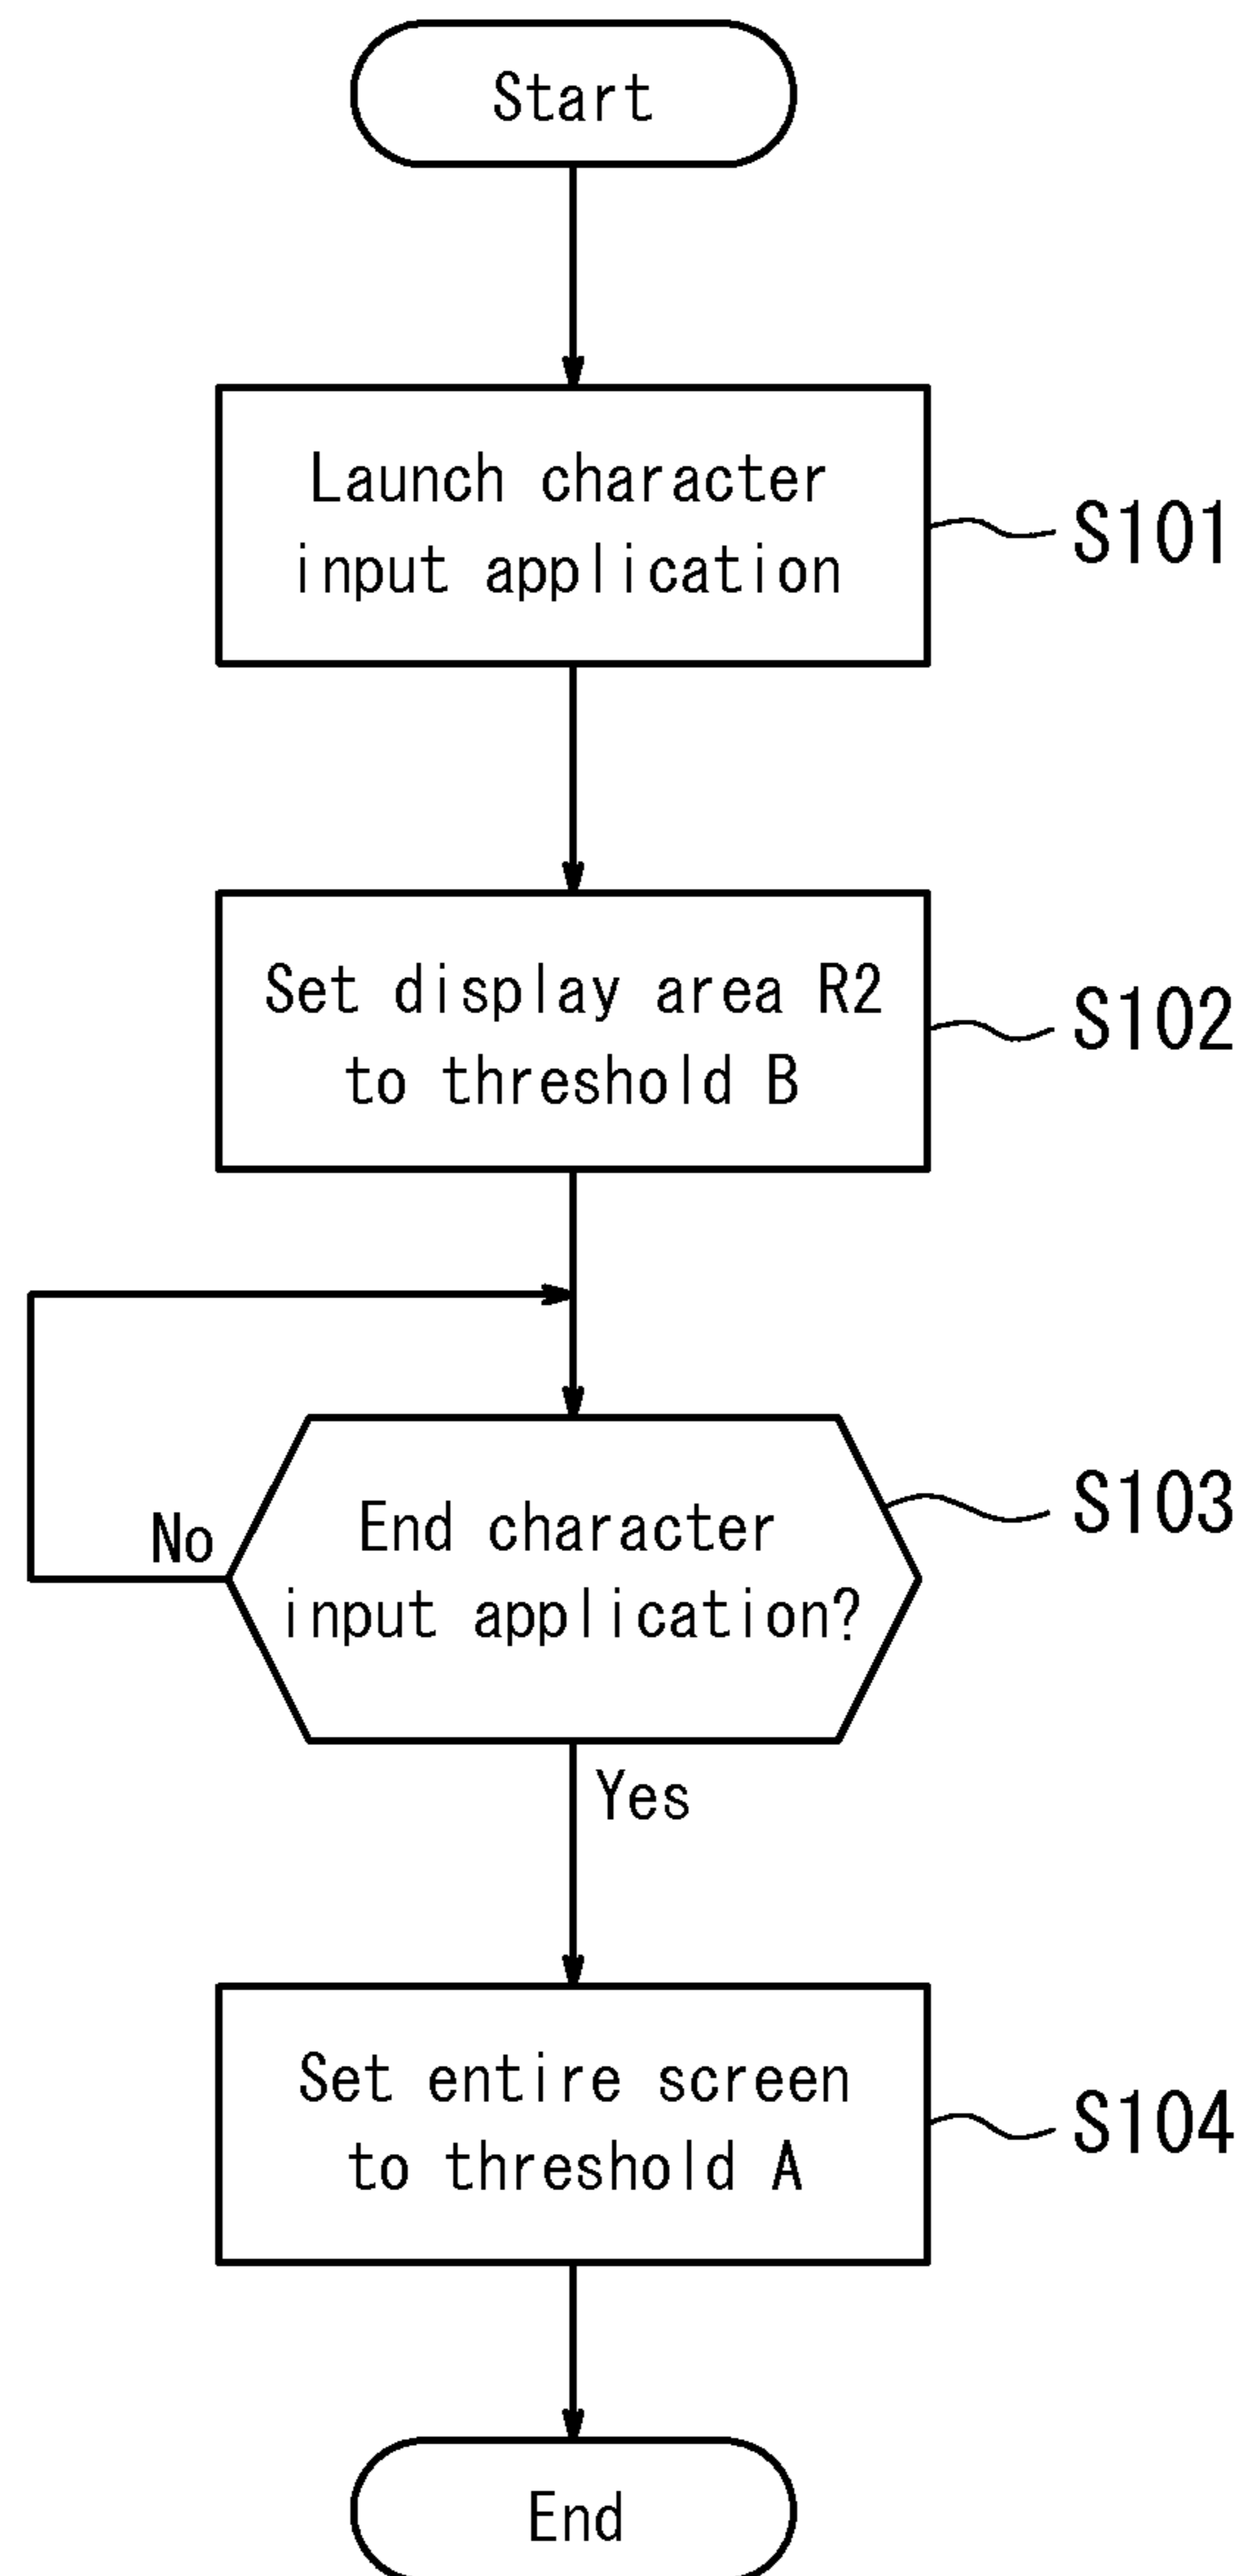 Start
Launch character
input application
S101
Set display area R2
to threshold B
S102
End character
input application?
S103
No
Yes
Set entire screen
to threshold A
S104
End